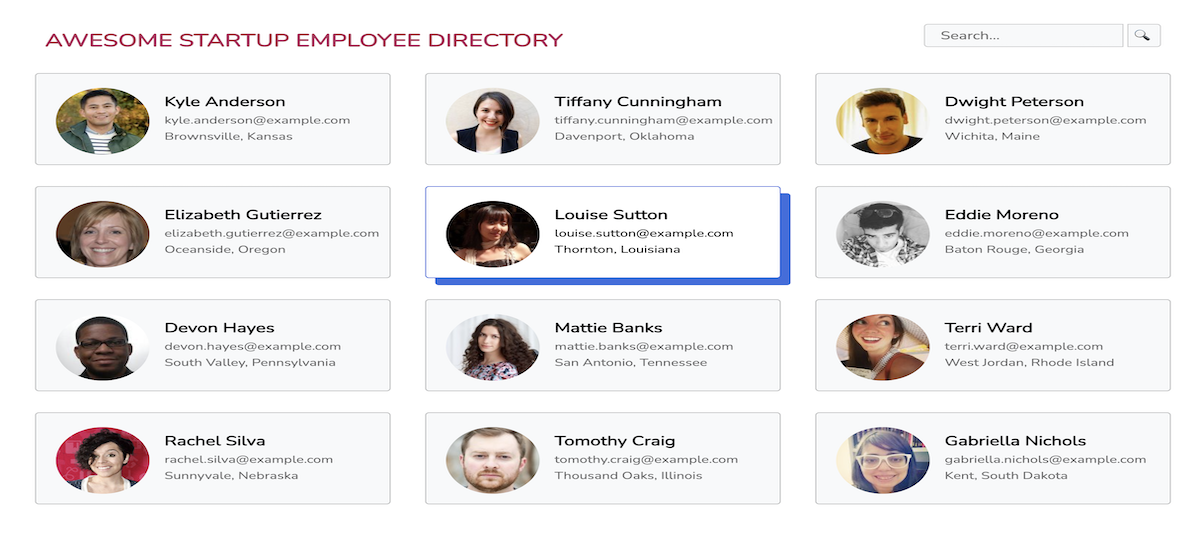 AWESOME STARTUP EMPLOYEE DIRECTORY
Search...
Kyle Anderson
kyle.anderson@example.com
Brownsville, Kansas
Tiffany Cunningham
tiffany.cunningham@example.com
Davenport, Oklahoma
Dwight Peterson
dwight.peterson@example.com
Wichita, Maine
Elizabeth Gutierrez
elizabeth.gutierrez@example.com
Oceanside, Oregon
Louise Sutton
louise.sutton@example.com
Thornton, Louisiana
Eddie Moreno
eddie.moreno@example.com
Baton Rouge, Georgia
Devon Hayes
devon.hayes@example.com
South Valley, Pennsylvania
Mattie Banks
mattie.banks@example.com
San Antonio, Tennessee
Terri Ward
terri.ward@example.com
West Jordan, Rhode Island
Rachel Silva
rachel.silva@example.com
Sunnyvale, Nebraska
Tomothy Craig
tomothy.craig@example.com
Thousand Oaks, Illinois
Gabriella Nichols
gabriella.nichols@example.com
Kent, South Dakota